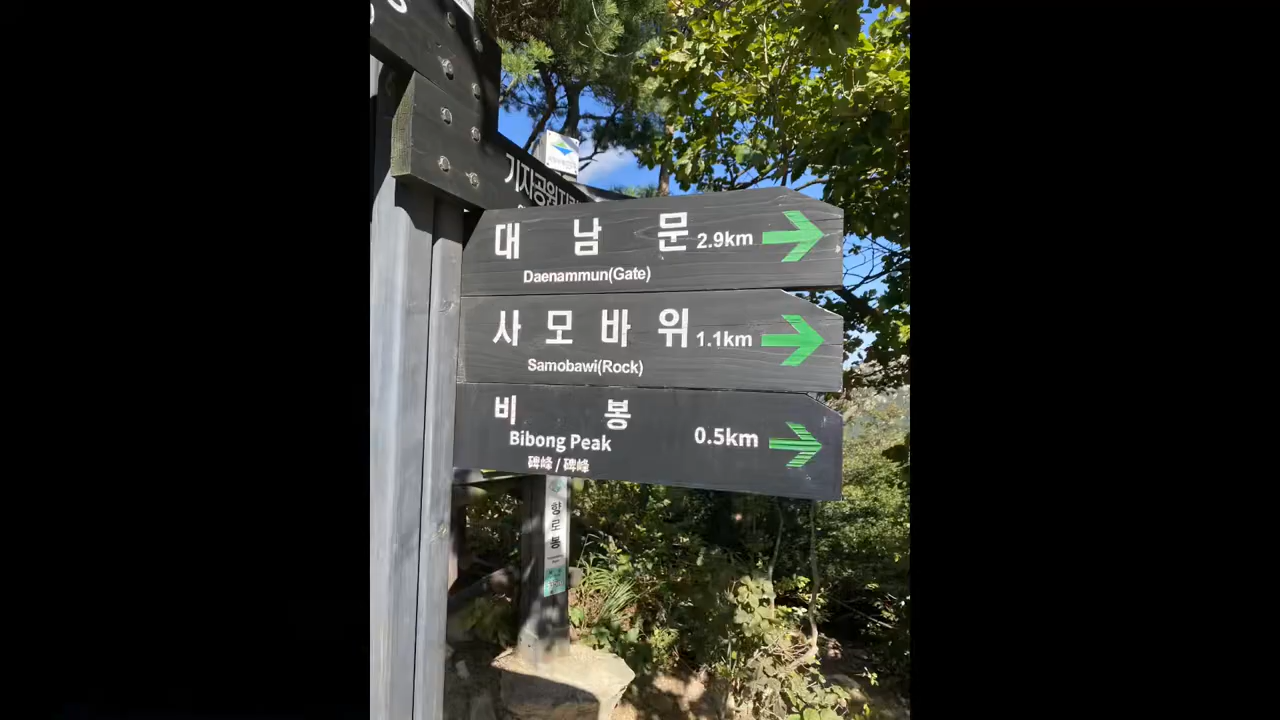 기자공원지킴
대 남 문 2.9km
Daenammun(Gate)
사 모 바 위 1.1km
Samobawi(Rock)
비 봉
Bibong Peak 0.5km
碑峰 / 碑峰
향로봉